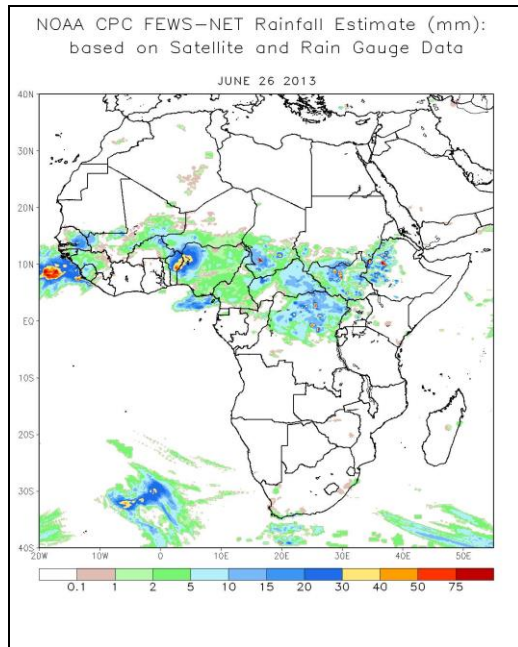 NOAA CPC FEWS-NET Rainfall Estimate (mm):
based on Satellite and Rain Gauge Data
JUNE 26 2013
40N
30N
20N
10N
EQ
10S
20S
30S
40S
20W 10W 0 10E 20E 30E 40E 50E
0.1 1 2 5 10 15 20 30 40 50 75